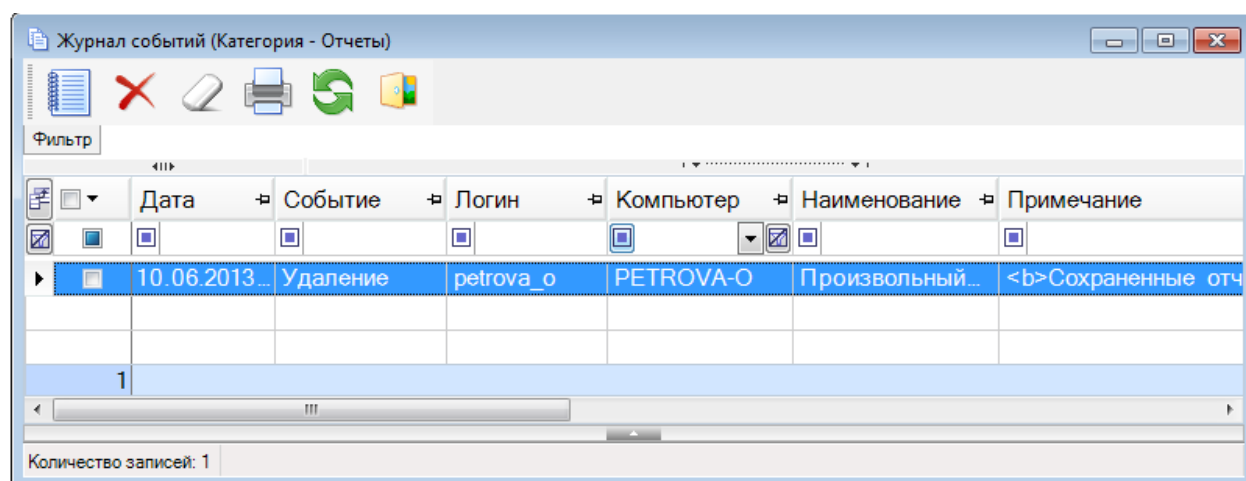 Журнал событий (Категория - Отчеты)
Фильтр
Дата Событие Логин Компьютер Наименование Примечание
10.06.2013... Удаление petrova_o PETROVA-O Произвольный... <b>Сохраненные отч
1
Количество записей: 1